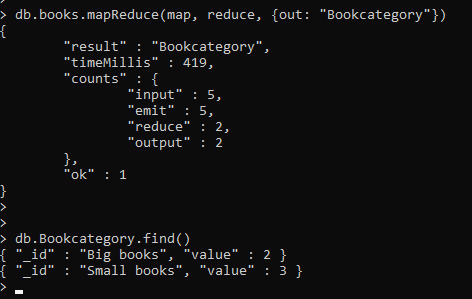 > db.books.mapReduce(map, reduce, {out: "Bookcategory"})
{
        "result" : "Bookcategory",
        "timeMillis" : 419,
        "counts" : {
                "input" : 5,
                "emit" : 5,
                "reduce" : 2,
                "output" : 2
        },
        "ok" : 1
}
>
>
> db.Bookcategory.find()
{ "_id" : "Big books", "value" : 2 }
{ "_id" : "Small books", "value" : 3 }
>